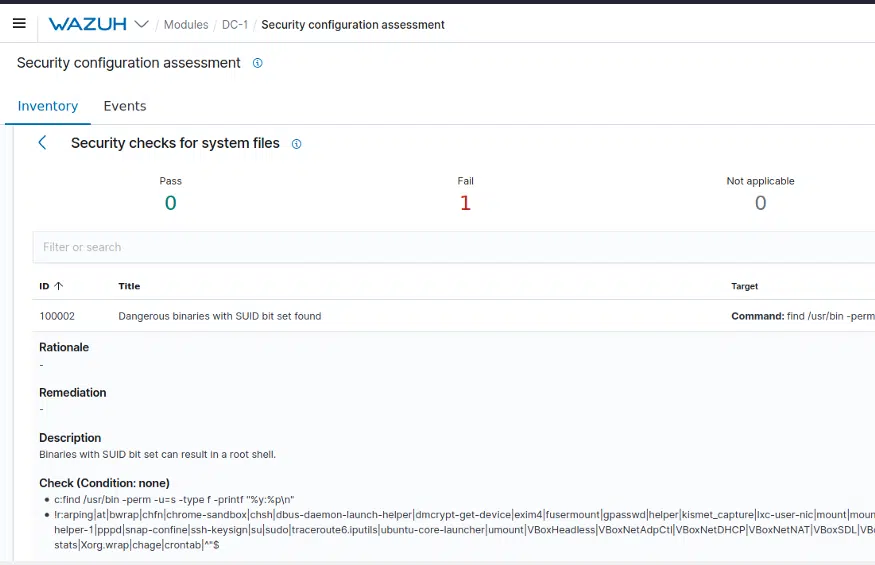 WAZUH / Modules / DC-1 / Security configuration assessment
Security configuration assessment
Inventory Events
Security checks for system files
Pass Fail Not applicable
0 1 0
Filter or search
ID Title Target
100002 Dangerous binaries with SUID bit set found Command: find /usr/bin -perm
Rationale
-
Remediation
-
Description
Binaries with SUID bit set can result in a root shell.
Check (Condition: none)
c:find /usr/bin -perm -u=s -type f -printf "%y:%p\n"
!r:arping|at|bwrap|chfn|chrome-sandbox|chsh|dbus-daemon-launch-helper|dmcrypt-get-device|exim4|fusermount|gpasswd|helper|kismet_capture|lxc-user-nic|mount|moun
helper-1|pppd|snap-confine|ssh-keysign|su|sudo|traceroute6.iputils|ubuntu-core-launcher|umount|VBoxHeadless|VBoxNetAdpCtl|VBoxNetDHCP|VBoxNetNAT|VBoxSDL|VBo
stats|Xorg.wrap|chage|crontab|^"$